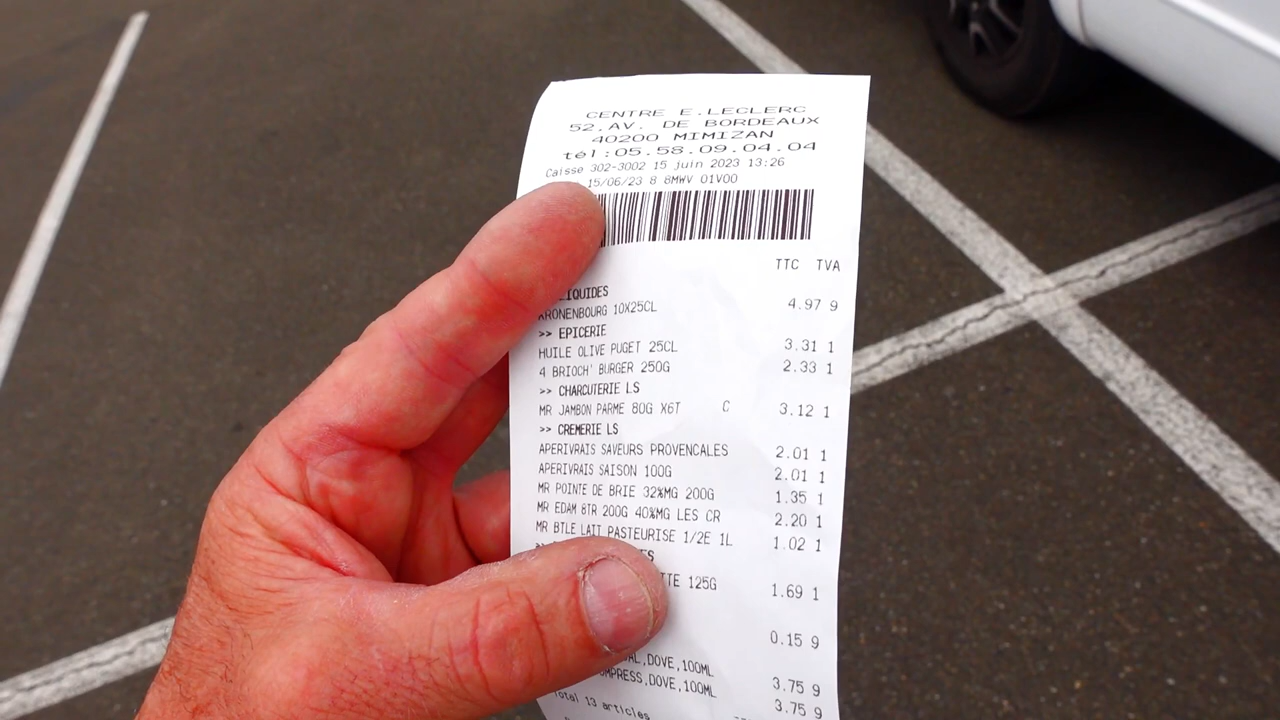 CENTRE E.LECLERC
52.AV. DE BORDEAUX
40200 MIMIZAN
tél:05.58.09.04.04
Caisse 302-3002 15 juin 2023 13:26
15/06/23 8 8MWV 01V00
TTC TVA
LIQUIDES
KRONENBOURG 10X25CL 4.97 9
>> EPICERIE
HUILE OLIVE PUGET 25CL 3.31 1
4 BRIOCH' BURGER 250G 2.33 1
>> CHARCUTERIE LS
MR JAMBON PARME 80G X6T C 3.12 1
>> CREMERIE LS
APERIVRAIS SAVEURS PROVENCALES 2.01 1
APERIVRAIS SAISON 100G 2.01 1
MR POINTE DE BRIE 32%MG 200G 1.35 1
MR EDAM 8TR 200G 40%MG LES CR 2.20 1
MR BTLE LAIT PASTEURISE 1/2E 1L 1.02 1
>>
125G 1.69 1
0.15 9
,DOVE,100ML 3.75 9
,DOVE,100ML 3.75 9
Total 13 articles